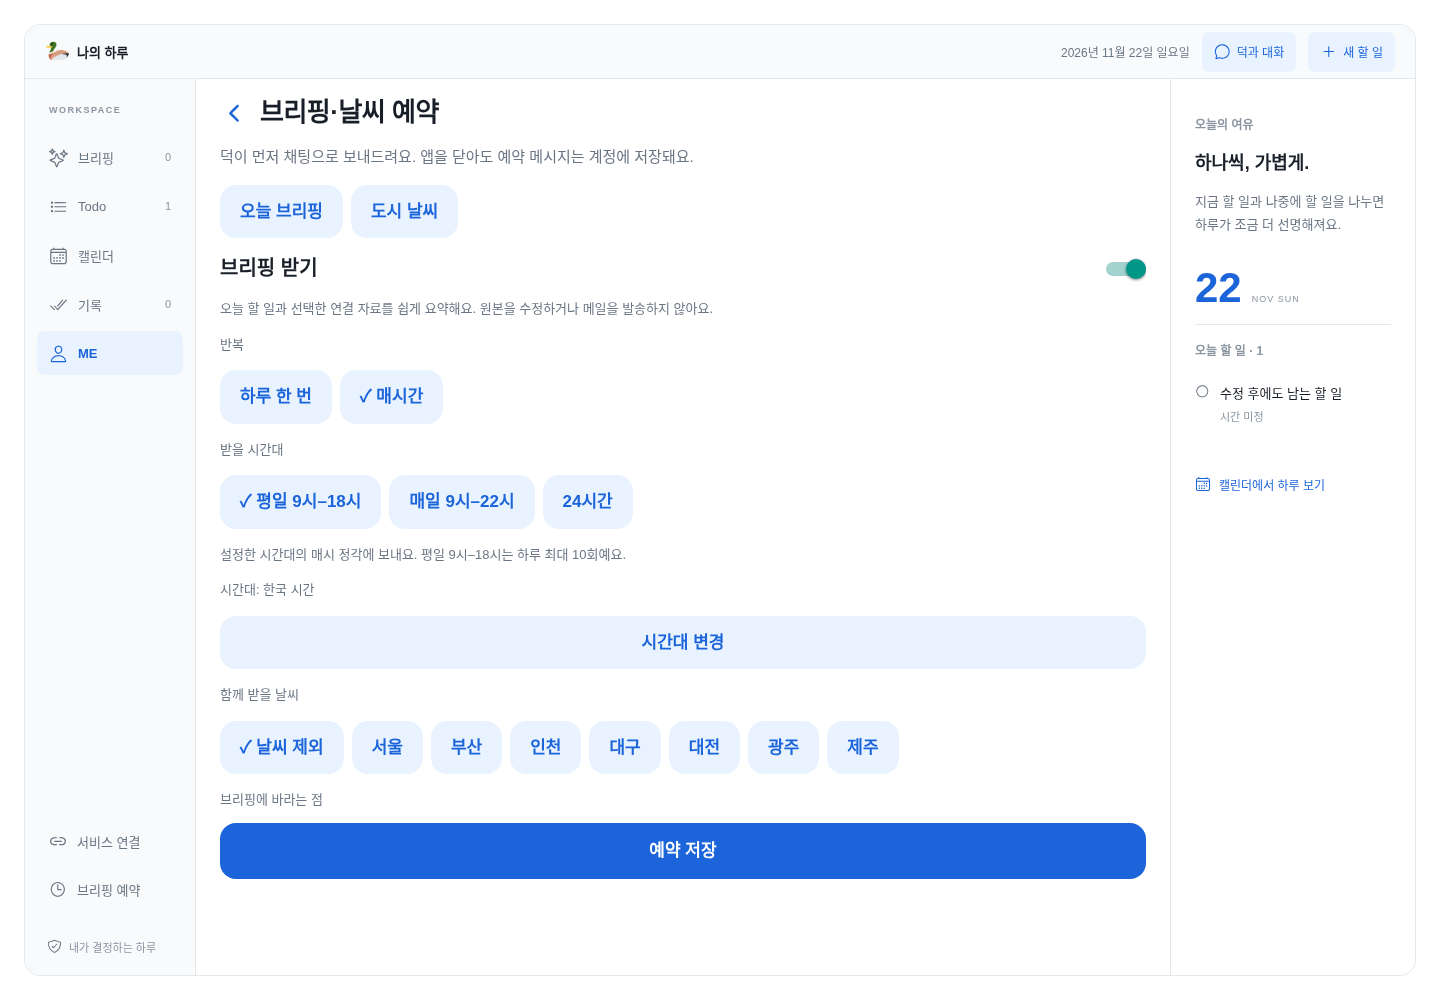 나의 하루
2026년 11월 22일 일요일
덕과 대화
새 할 일
WORKSPACE
브리핑 0
Todo 1
캘린더
기록 0
ME
서비스 연결
브리핑 예약
내가 결정하는 하루
브리핑·날씨 예약
덕이 먼저 채팅으로 보내드려요. 앱을 닫아도 예약 메시지는 계정에 저장돼요.
오늘 브리핑 도시 날씨
브리핑 받기
오늘 할 일과 선택한 연결 자료를 쉽게 요약해요. 원본을 수정하거나 메일을 발송하지 않아요.
반복
하루 한 번 ✓ 매시간
받을 시간대
✓ 평일 9시–18시 매일 9시–22시 24시간
설정한 시간대의 매시 정각에 보내요. 평일 9시–18시는 하루 최대 10회예요.
시간대: 한국 시간
시간대 변경
함께 받을 날씨
✓ 날씨 제외 서울 부산 인천 대구 대전 광주 제주
브리핑에 바라는 점
예약 저장
오늘의 여유
하나씩, 가볍게.
지금 할 일과 나중에 할 일을 나누면
하루가 조금 더 선명해져요.
22 NOV SUN
오늘 할 일 · 1
수정 후에도 남는 할 일
시간 미정
캘린더에서 하루 보기